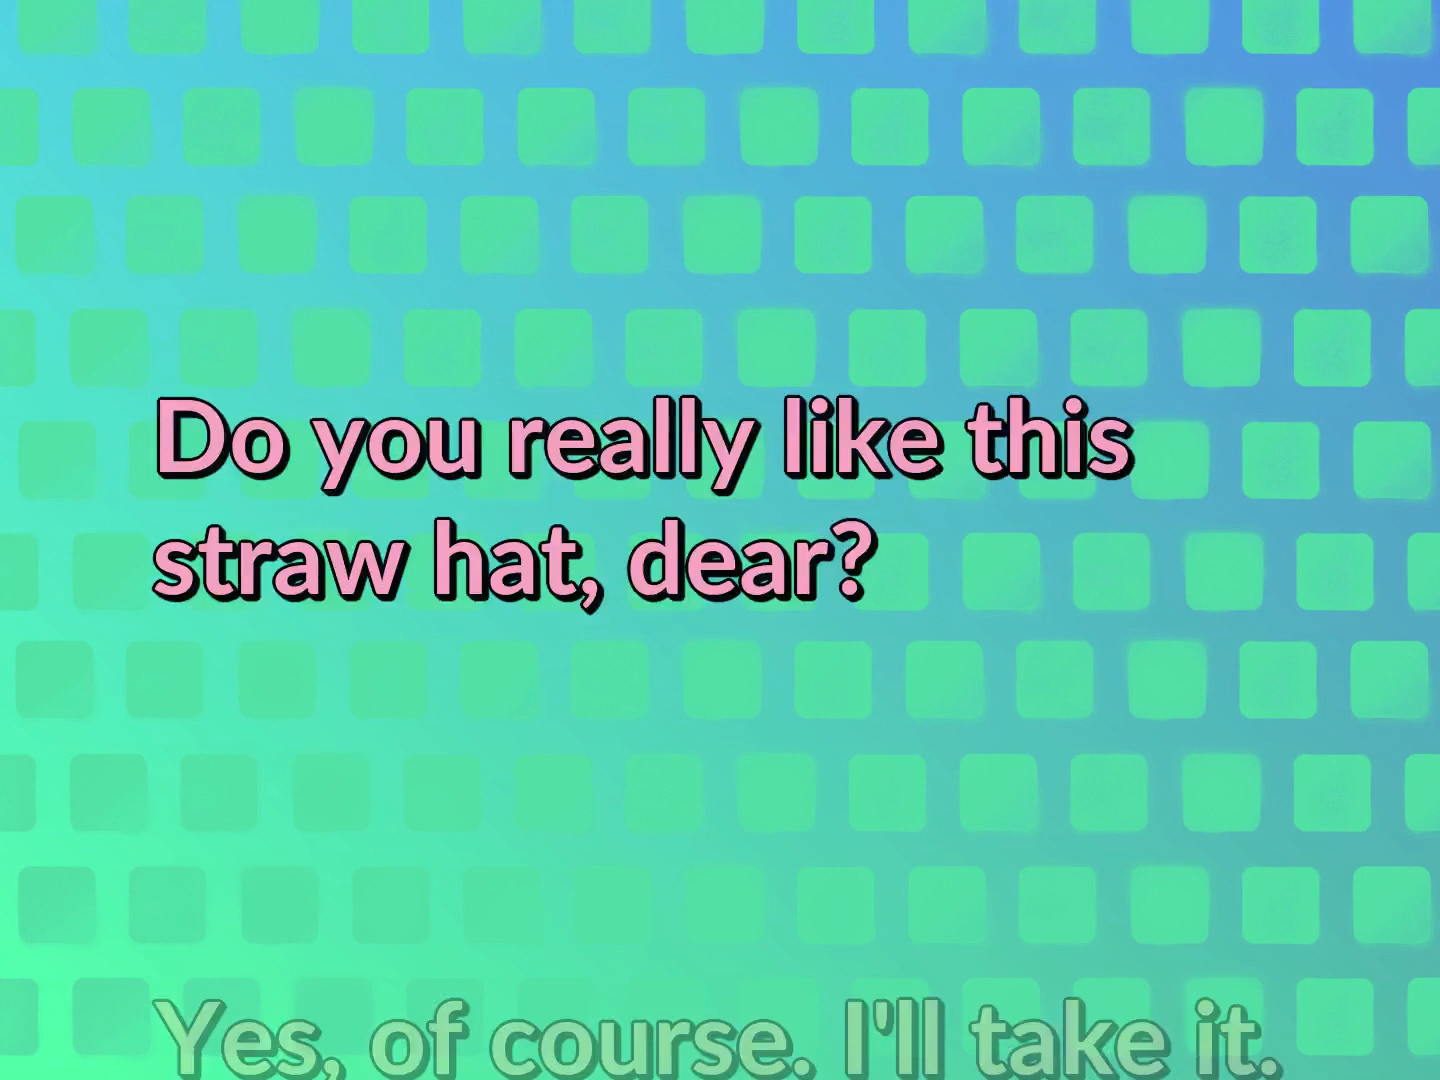 Do you really like this
straw hat, dear?
Yes, of course. I'll take it.